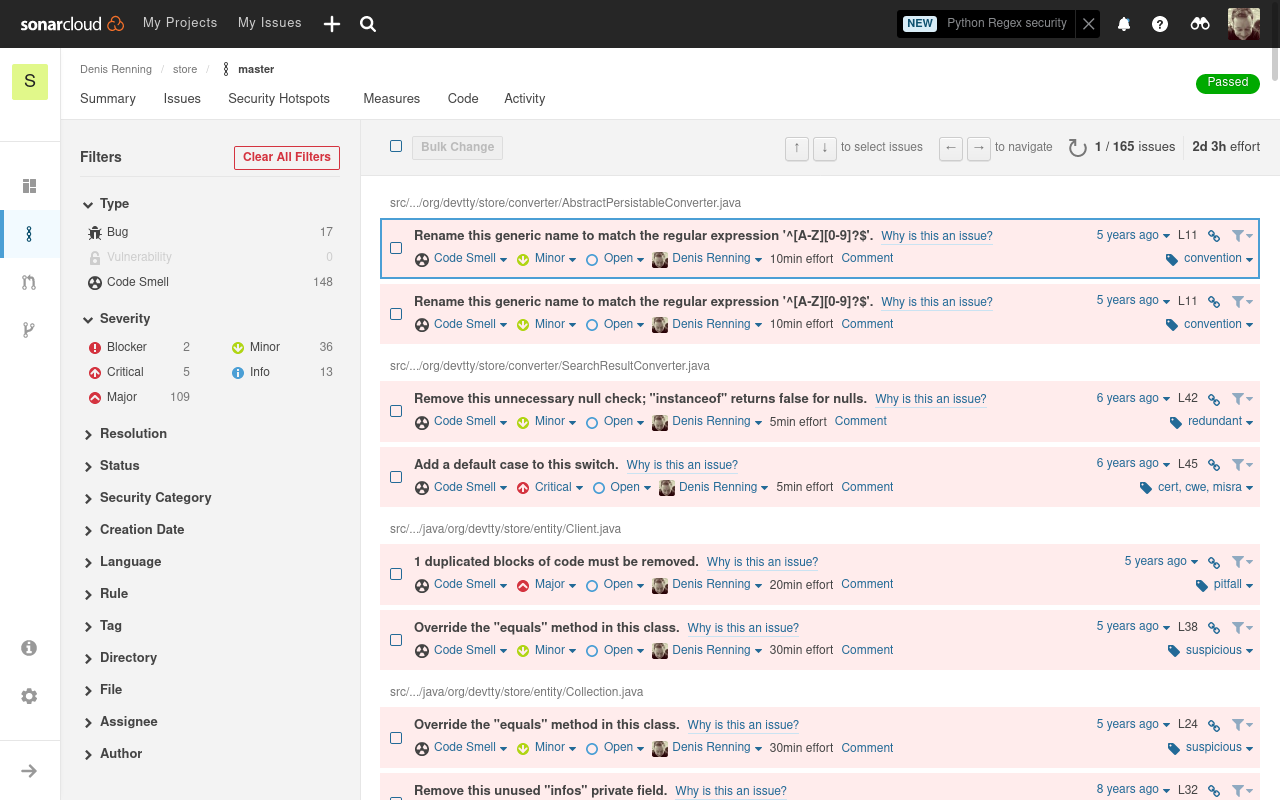 sonarcloud My Projects My Issues NEW Python Regex security
S
Denis Renning / store / master
Passed
Summary Issues Security Hotspots Measures Code Activity
Filters Clear All Filters
Type
Bug 17
Vulnerability 0
Code Smell 148
Severity
Blocker 2 Minor 36
Critical 5 Info 13
Major 109
Resolution
Status
Security Category
Creation Date
Language
Rule
Tag
Directory
File
Assignee
Author
Bulk Change ↑ ↓ to select issues ← → to navigate 1 / 165 issues 2d 3h effort
src/.../org/devtty/store/converter/AbstractPersistableConverter.java
Rename this generic name to match the regular expression '^[A-Z][0-9]?$'. Why is this an issue? 5 years ago L11
Code Smell Minor Open Denis Renning 10min effort Comment convention
Rename this generic name to match the regular expression '^[A-Z][0-9]?$'. Why is this an issue? 5 years ago L11
Code Smell Minor Open Denis Renning 10min effort Comment convention
src/.../org/devtty/store/converter/SearchResultConverter.java
Remove this unnecessary null check; "instanceof" returns false for nulls. Why is this an issue? 6 years ago L42
Code Smell Minor Open Denis Renning 5min effort Comment redundant
Add a default case to this switch. Why is this an issue? 6 years ago L45
Code Smell Critical Open Denis Renning 5min effort Comment cert, cwe, misra
src/.../java/org/devtty/store/entity/Client.java
1 duplicated blocks of code must be removed. Why is this an issue? 5 years ago
Code Smell Major Open Denis Renning 20min effort Comment pitfall
Override the "equals" method in this class. Why is this an issue? 5 years ago L38
Code Smell Minor Open Denis Renning 30min effort Comment suspicious
src/.../java/org/devtty/store/entity/Collection.java
Override the "equals" method in this class. Why is this an issue? 5 years ago L24
Code Smell Minor Open Denis Renning 30min effort Comment suspicious
Remove this unused "infos" private field. Why is this an issue? 8 years ago L32